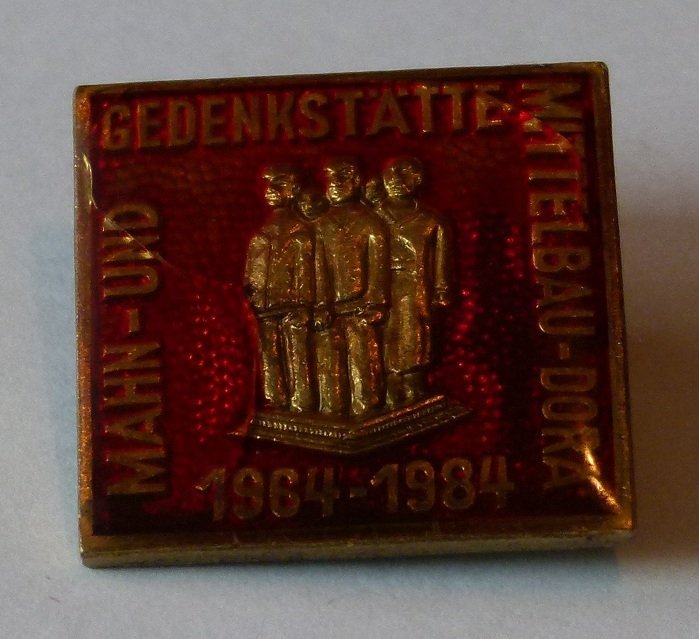 MAHN-UND
GEDENKSTÄTTE
MITTELBAU-DORA
1964-1984